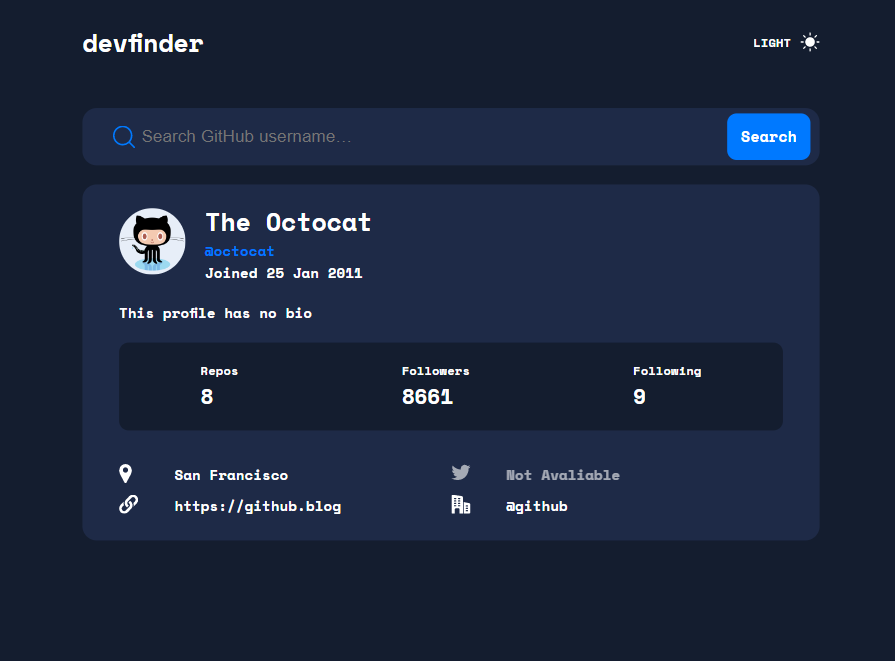 devfinder
LIGHT
Search GitHub username...
Search
The Octocat
@octocat
Joined 25 Jan 2011
This profile has no bio
Repos
8
Followers
8661
Following
9
San Francisco
Not Avaliable
https://github.blog
@github